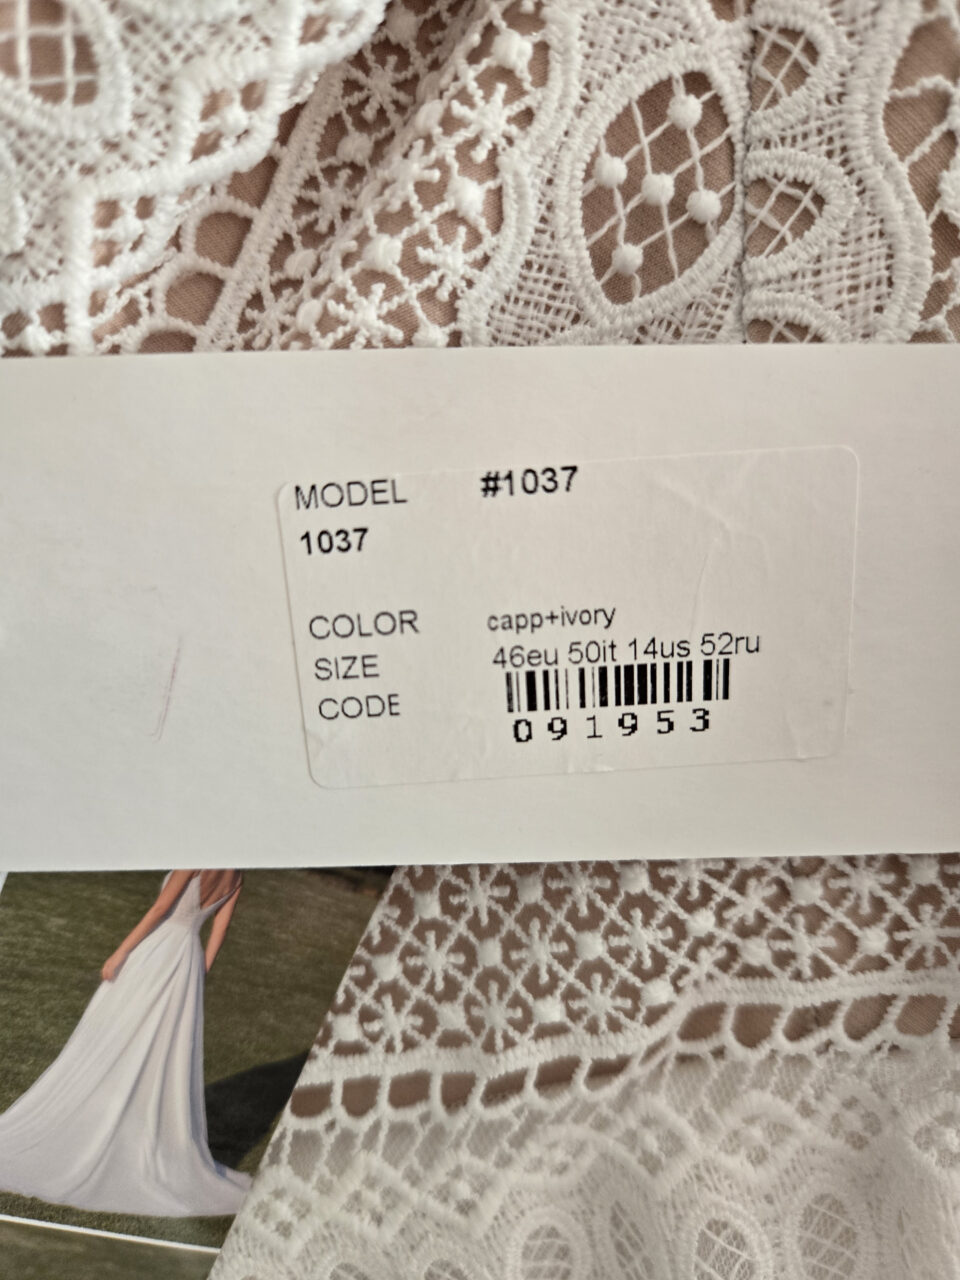 MODEL #1037
1037
COLOR capp+ivory
SIZE 46eu 50it 14us 52ru
CODE
091953